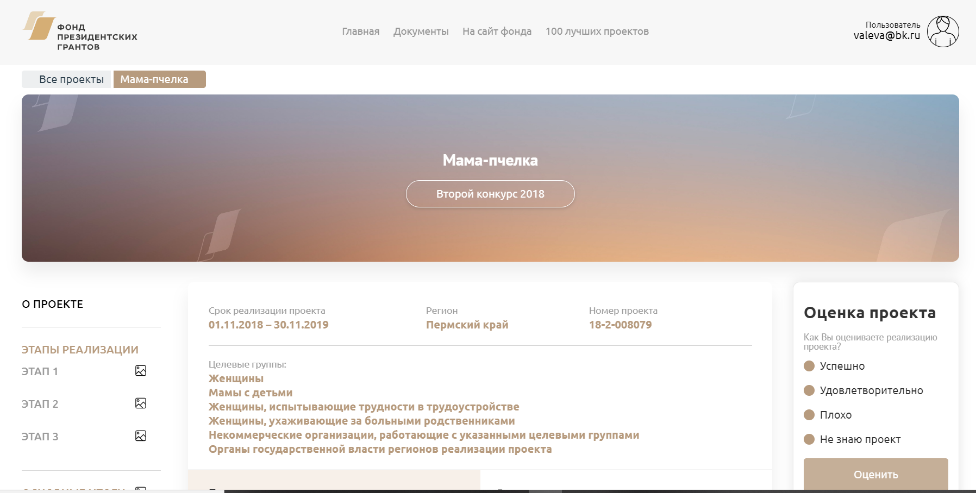 ФОНД
ПРЕЗИДЕНТСКИХ
ГРАНТОВ
Главная Документы На сайт фонда 100 лучших проектов
Пользователь
valeva@bk.ru
Все проекты Мама-пчелка
Мама-пчелка
Второй конкурс 2018
О ПРОЕКТЕ
ЭТАПЫ РЕАЛИЗАЦИИ
ЭТАП 1
ЭТАП 2
ЭТАП 3
Срок реализации проекта
01.11.2018 – 30.11.2019
Регион
Пермский край
Номер проекта
18-2-008079
Целевые группы:
Женщины
Мамы с детьми
Женщины, испытывающие трудности в трудоустройстве
Женщины, ухаживающие за больными родственниками
Некоммерческие организации, работающие с указанными целевыми группами
Органы государственной власти регионов реализации проекта
Оценка проекта
Как Вы оцениваете реализацию
проекта?
Успешно
Удовлетворительно
Плохо
Не знаю проект
Оценить